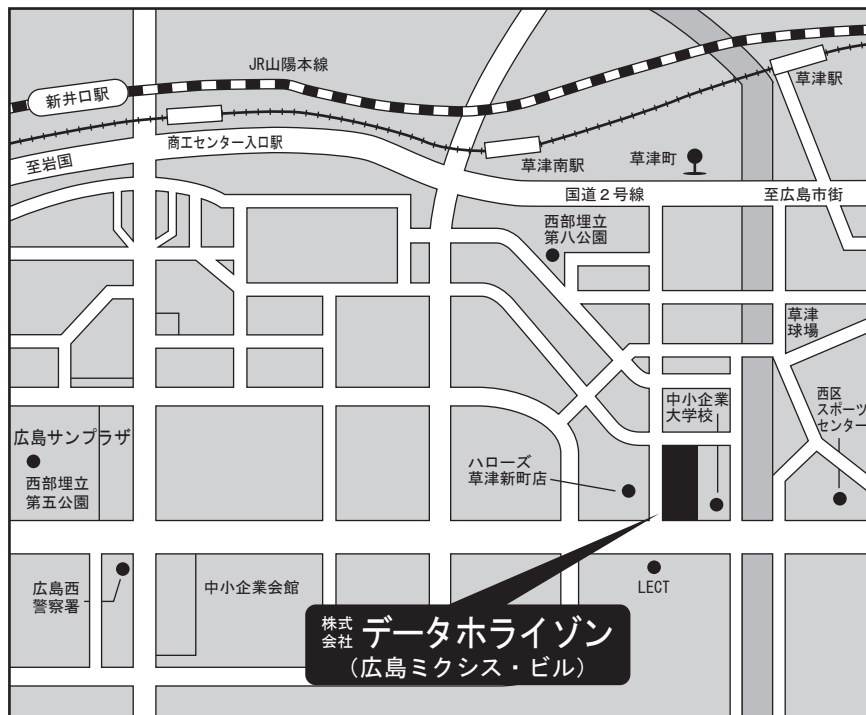 JR山陽本線
新井口駅
草津駅
商工センター入口駅
至岩国
草津南駅
草津町
国道２号線
至広島市街
西部埋立
第八公園
草津
球場
中小企業
大学校
西区
スポーツ
センター
広島サンプラザ
西部埋立
第五公園
ハローズ
草津新町店
広島西
警察署
中小企業会館
LECT
株式
会社 データホライゾン
（広島ミクシス・ビル）